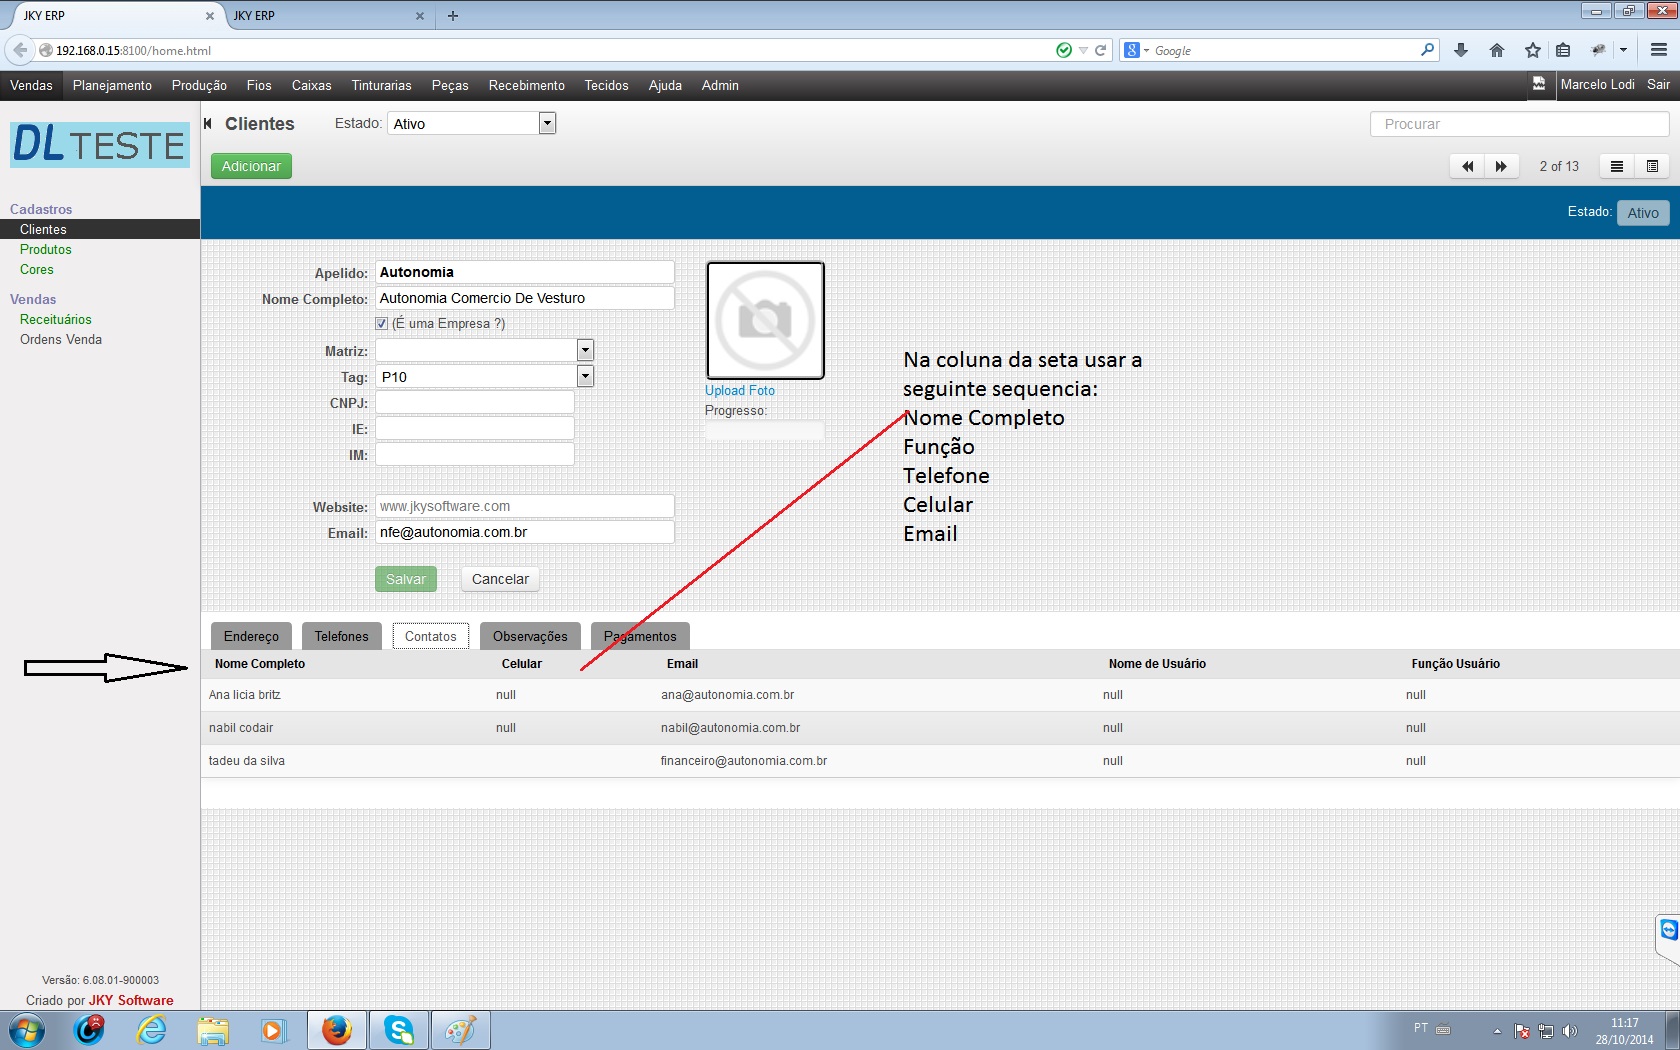 JKY ERP
JKY ERP
192.168.0.15:8100/home.html
Google
Vendas Planejamento Produção Fios Caixas Tinturarias Peças Recebimento Tecidos Ajuda Admin
Marcelo Lodi Sair
DL TESTE
Cadastros
Clientes
Produtos
Cores
Vendas
Receituários
Ordens Venda
Clientes Estado: Ativo
Procurar
Adicionar
2 of 13
Estado: Ativo
Apelido: Autonomia
Nome Completo: Autonomia Comercio De Vesturo
(É uma Empresa ?)
Matriz:
Tag: P10
CNPJ:
IE:
IM:
Website: www.jkysoftware.com
Email: nfe@autonomia.com.br
Salvar Cancelar
Upload Foto
Progresso:
Na coluna da seta usar a
seguinte sequencia:
Nome Completo
Função
Telefone
Celular
Email
Endereço Telefones Contatos Observações Pagamentos
Nome Completo Celular Email Nome de Usuário Função Usuário
Ana licia britz null ana@autonomia.com.br null null
nabil codair null nabil@autonomia.com.br null null
tadeu da silva financeiro@autonomia.com.br null null
Versão: 6.08.01-900003
Criado por JKY Software
PT
11:17
28/10/2014